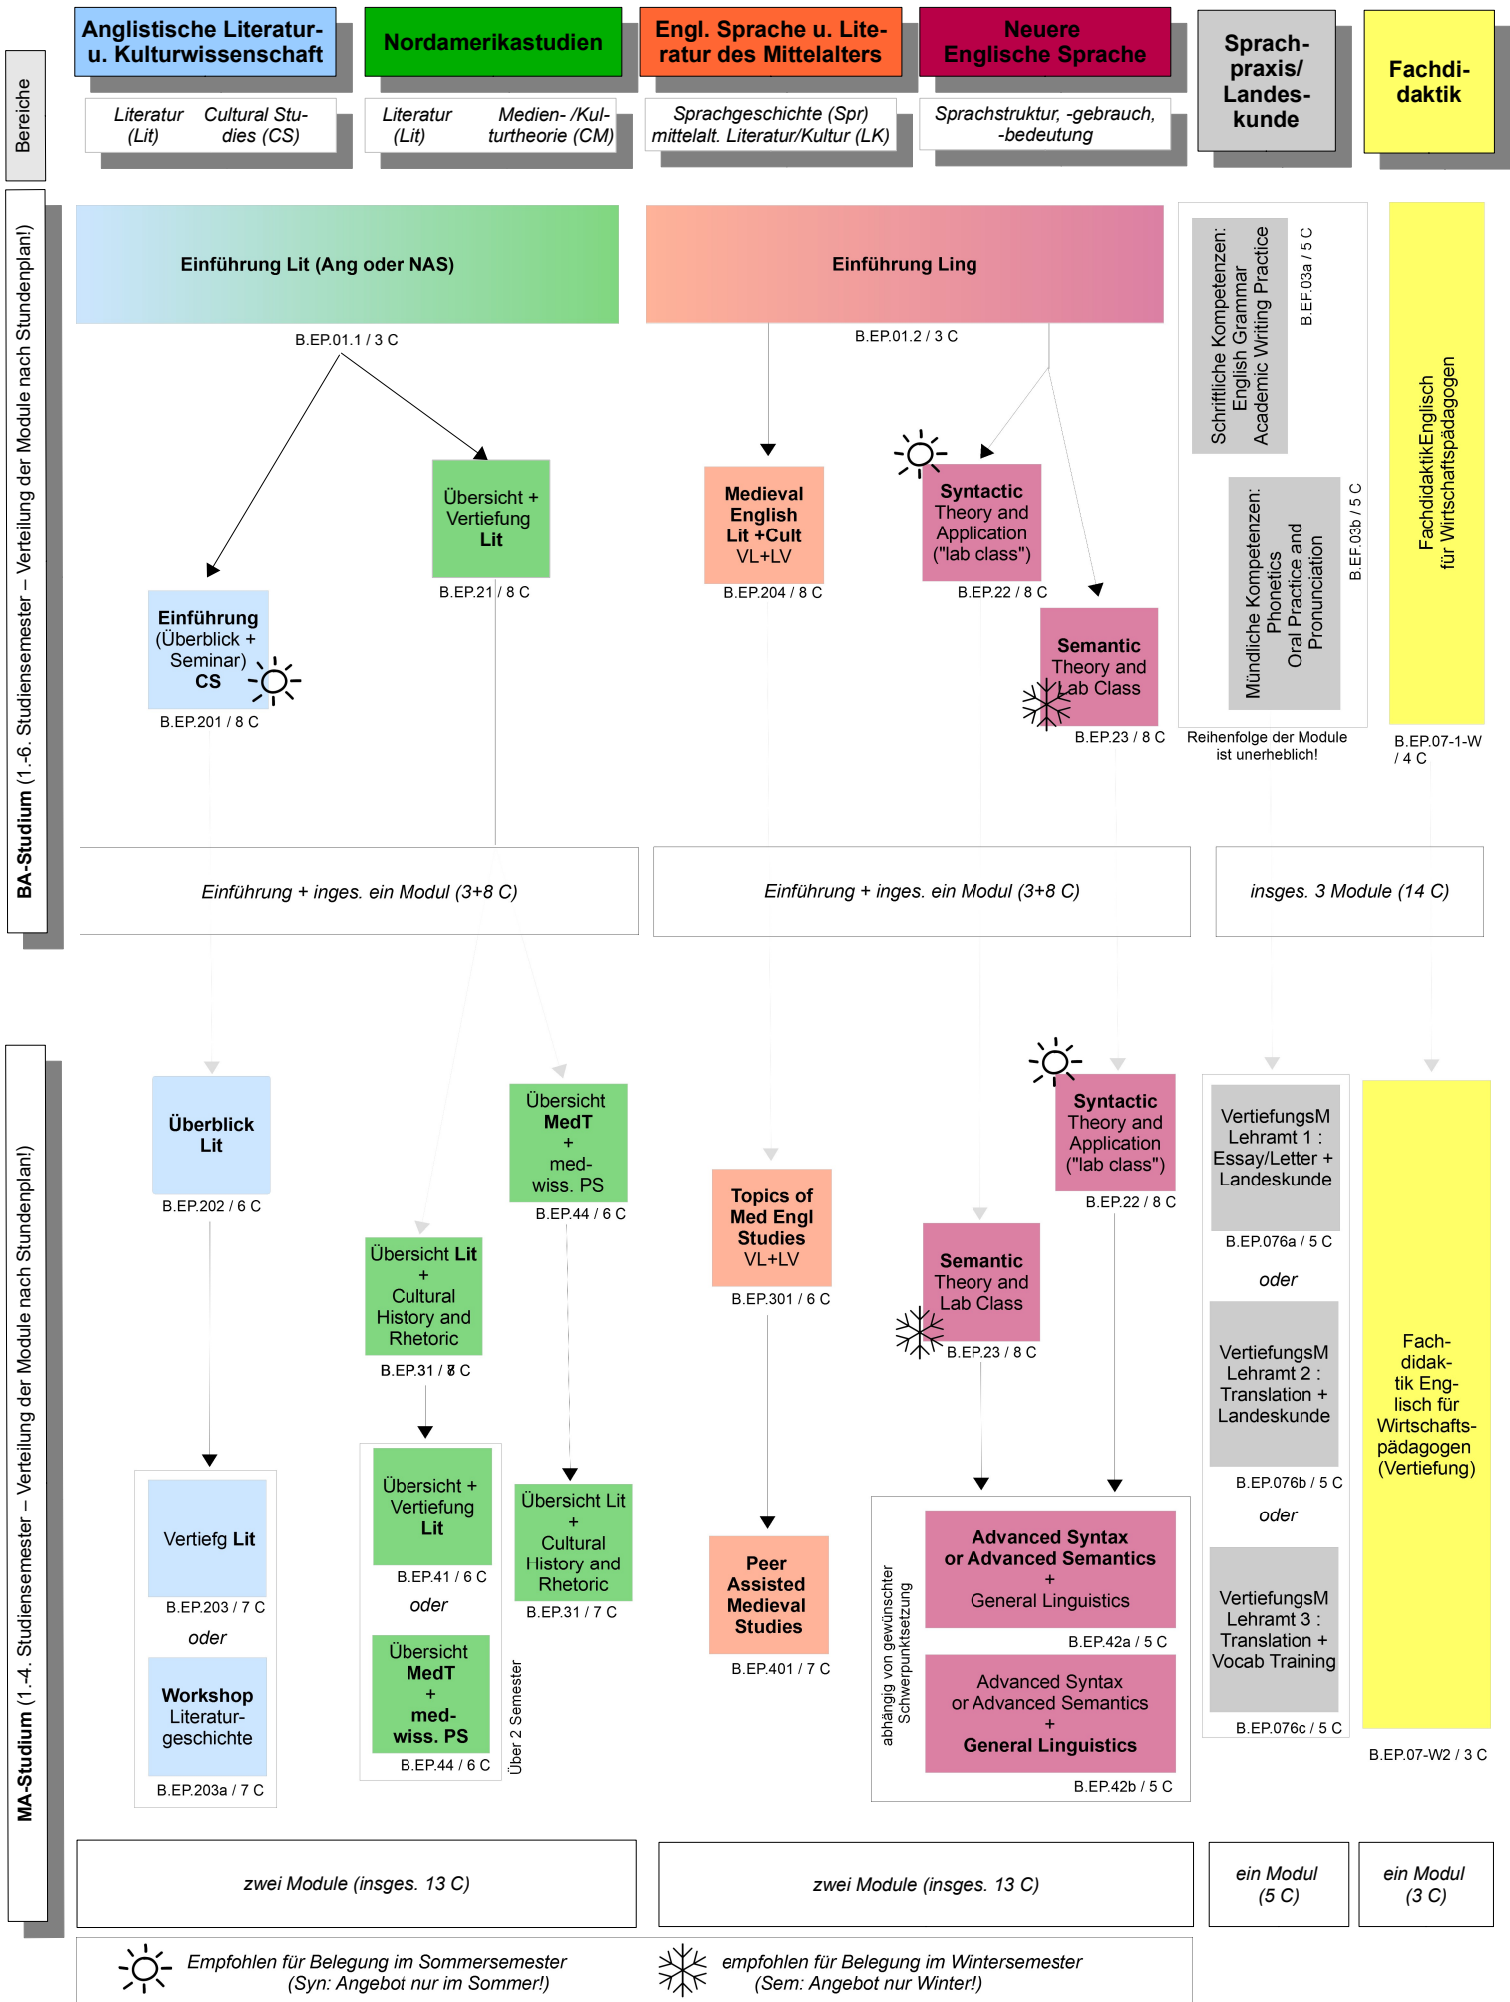 Bereiche
Anglistische Literatur-
u. Kulturwissenschaft
Literatur
(Lit)
Cultural Stu-
dies (CS)
Nordamerikastudien
Literatur
(Lit)
Medien- /Kul-
turtheorie (CM)
Engl. Sprache u. Lite-
ratur des Mittelalters
Sprachgeschichte (Spr)
mittelalt. Literatur/Kultur (LK)
Neuere
Englische Sprache
Sprachstruktur, -gebrauch,
-bedeutung
Sprach-
praxis/
Landes-
kunde
Fachdi-
daktik
BA-Studium (1.-6. Studiensemester – Verteilung der Module nach Stundenplan!)
Einführung Lit (Ang oder NAS)
B.EP.01.1 / 3 C
Einführung Ling
B.EP.01.2 / 3 C
Übersicht +
Vertiefung
Lit
B.EP.21 / 8 C
Einführung
(Überblick +
Seminar)
CS
B.EP.201 / 8 C
Medieval
English
Lit +Cult
VL+LV
B.EP.204 / 8 C
Syntactic
Theory and
Application
("lab class")
B.EP.22 / 8 C
Semantic
Theory and
Lab Class
B.EP.23 / 8 C
Schriftliche Kompetenzen:
English Grammar
Academic Writing Practice
B.EP.03a / 5 C
Mündliche Kompetenzen:
Phonetics
Oral Practice and
Pronunciation
B.EP.03b / 5 C
Reihenfolge der Module
ist unerheblich!
FachdidaktikEnglisch
für Wirtschaftspädagogen
B.EP.07-1-W
/ 4 C
Einführung + inges. ein Modul (3+8 C)
Einführung + inges. ein Modul (3+8 C)
insges. 3 Module (14 C)
MA-Studium (1.-4. Studiensemester – Verteilung der Module nach Stundenplan!)
Überblick
Lit
B.EP.202 / 6 C
Vertiefg Lit
B.EP.203 / 7 C
oder
Workshop
Literatur-
geschichte
B.EP.203a / 7 C
Übersicht
MedT
+
med-
wiss. PS
B.EP.44 / 6 C
Übersicht Lit
+
Cultural
History and
Rhetoric
B.EP.31 / C
Übersicht +
Vertiefung
Lit
B.EP.41 / 6 C
oder
Übersicht
MedT
+
med-
wiss. PS
B.EP.44 / 6 C
Über 2 Semester
Übersicht Lit
+
Cultural
History and
Rhetoric
B.EP.31 / 7 C
Topics of
Med Engl
Studies
VL+LV
B.EP.301 / 6 C
Peer
Assisted
Medieval
Studies
B.EP.401 / 7 C
Syntactic
Theory and
Application
("lab class")
B.EP.22 / 8 C
Semantic
Theory and
Lab Class
B.EP.23 / 8 C
abhängig von gewünschter
Schwerpunktsetzung
Advanced Syntax
or Advanced Semantics
+
General Linguistics
B.EP.42a / 5 C
Advanced Syntax
or Advanced Semantics
+
General Linguistics
B.EP.42b / 5 C
VertiefungsM
Lehramt 1 :
Essay/Letter +
Landeskunde
B.EP.076a / 5 C
oder
VertiefungsM
Lehramt 2 :
Translation +
Landeskunde
B.EP.076b / 5 C
oder
VertiefungsM
Lehramt 3 :
Translation +
Vocab Training
B.EP.076c / 5 C
Fach-
didak-
tik Eng-
lisch für
Wirtschafts-
pädagogen
(Vertiefung)
B.EP.07-W2 / 3 C
zwei Module (insges. 13 C)
zwei Module (insges. 13 C)
ein Modul
(5 C)
ein Modul
(3 C)
Empfohlen für Belegung im Sommersemester
(Syn: Angebot nur im Sommer!)
empfohlen für Belegung im Wintersemester
(Sem: Angebot nur Winter!)